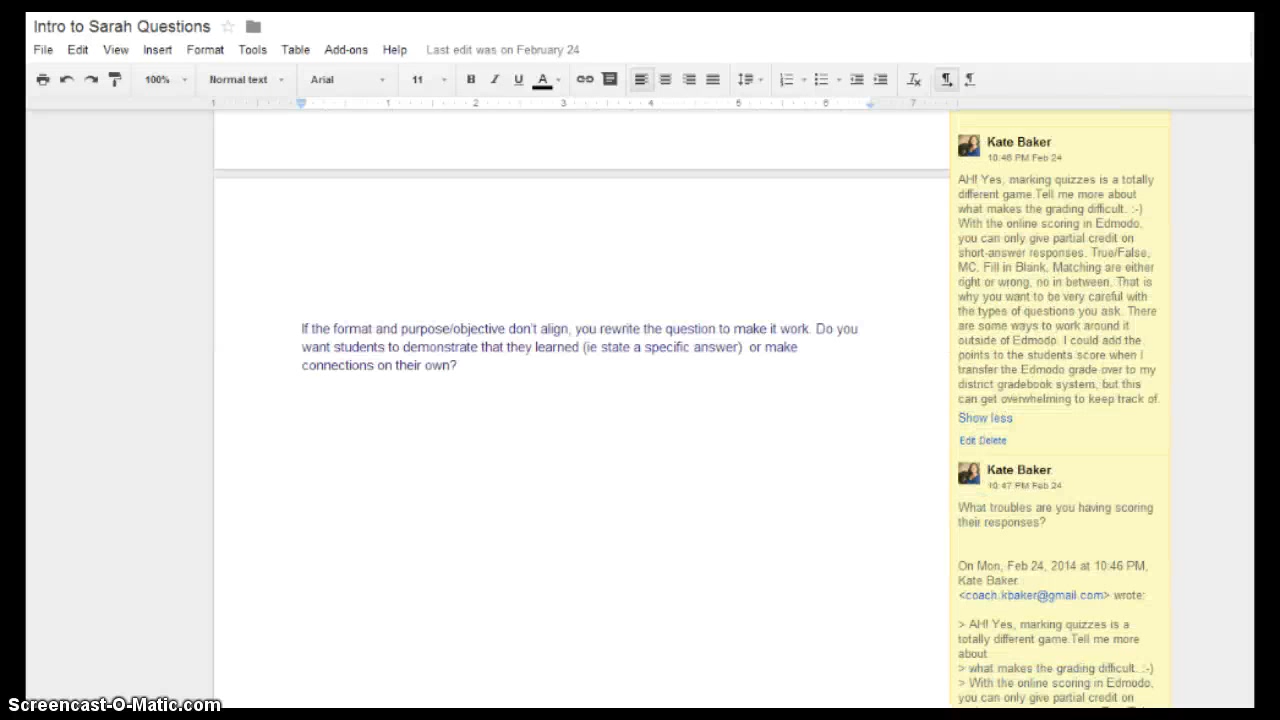 Intro to Sarah Questions
File Edit View Insert Format Tools Table Add-ons Help Last edit was on February 24
100% Normal text Arial 11 B I U A
1 1 2 3 4 5 6 7
Kate Baker
10:46 PM Feb 24
AH! Yes, marking quizzes is a totally
different game.Tell me more about
what makes the grading difficult. :-)
With the online scoring in Edmodo,
you can only give partial credit on
short-answer responses. True/False,
MC, Fill in Blank, Matching are either
right or wrong, no in between. That is
why you want to be very careful with
the types of questions you ask. There
are some ways to work around it
outside of Edmodo. I could add the
points to the students score when I
transfer the Edmodo grade over to my
district gradebook system, but this
can get overwhelming to keep track of.
Show less
Edit Delete
If the format and purpose/objective don't align, you rewrite the question to make it work. Do you
want students to demonstrate that they learned (ie state a specific answer) or make
connections on their own?
Kate Baker
10:47 PM Feb 24
What troubles are you having scoring
their responses?
On Mon, Feb 24, 2014 at 10:46 PM,
Kate Baker
<coach.kbaker@gmail.com> wrote:
> AH! Yes, marking quizzes is a
totally different game.Tell me more
about
> what makes the grading difficult. :-)
> With the online scoring in Edmodo,
you can only give partial credit on
Screencast-O-Matic.com